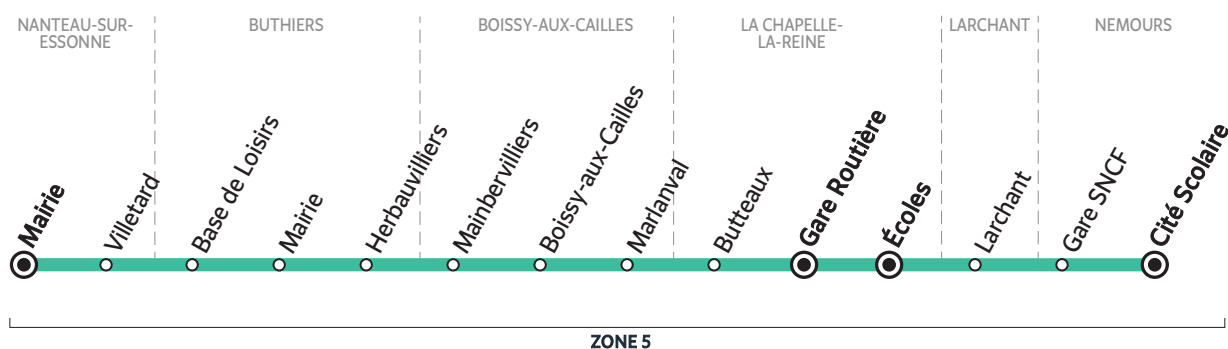 NANTEAU-SUR-
ESSONNE
BUTHIERS
BOISSY-AUX-CAILLES
LA CHAPELLE-
LA-REINE
LARCHANT
NEMOURS
Mairie
Villetard
Base de Loisirs
Mairie
Herbauvilliers
Mainbervilliers
Boissy-aux-Cailles
Marlanval
Butteaux
Gare Routière
Écoles
Larchant
Gare SNCF
Cité Scolaire
ZONE 5